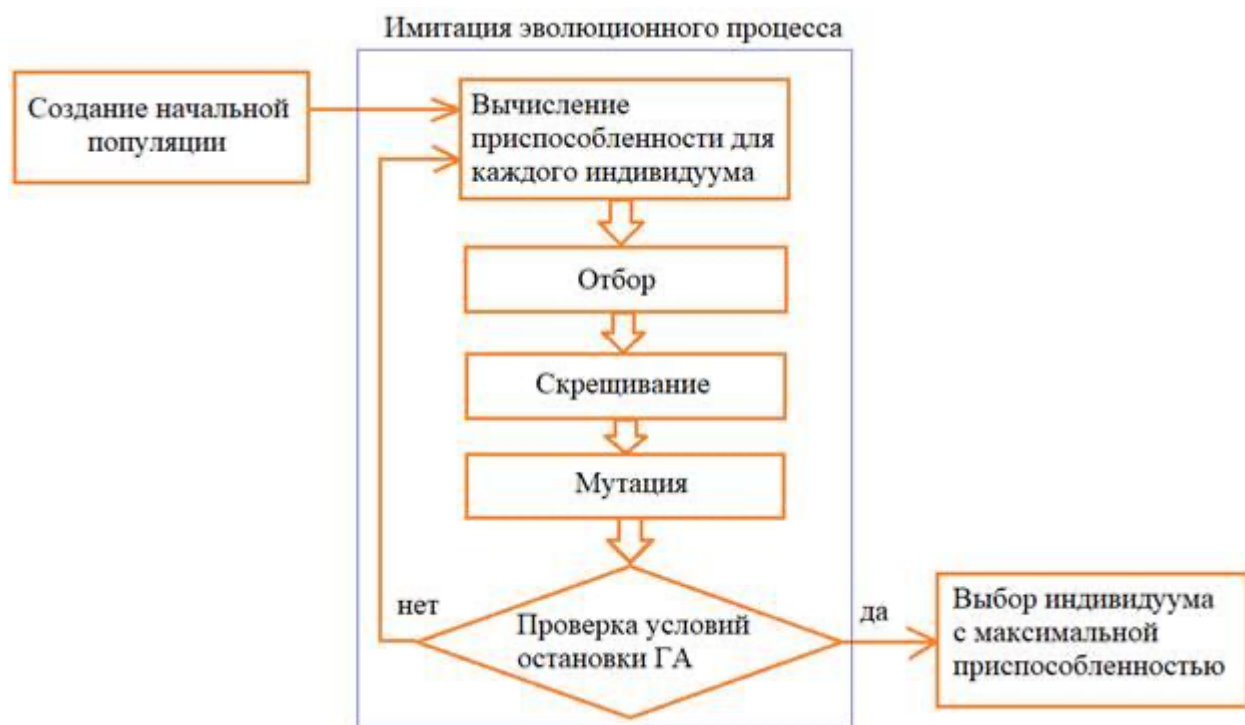 Имитация эволюционного процесса
Создание начальной
популяции
Вычисление
приспособленности для
каждого индивидуума
Отбор
Скрещивание
Мутация
нет
Проверка условий
остановки ГА
да
Выбор индивидуума
с максимальной
приспособленностью